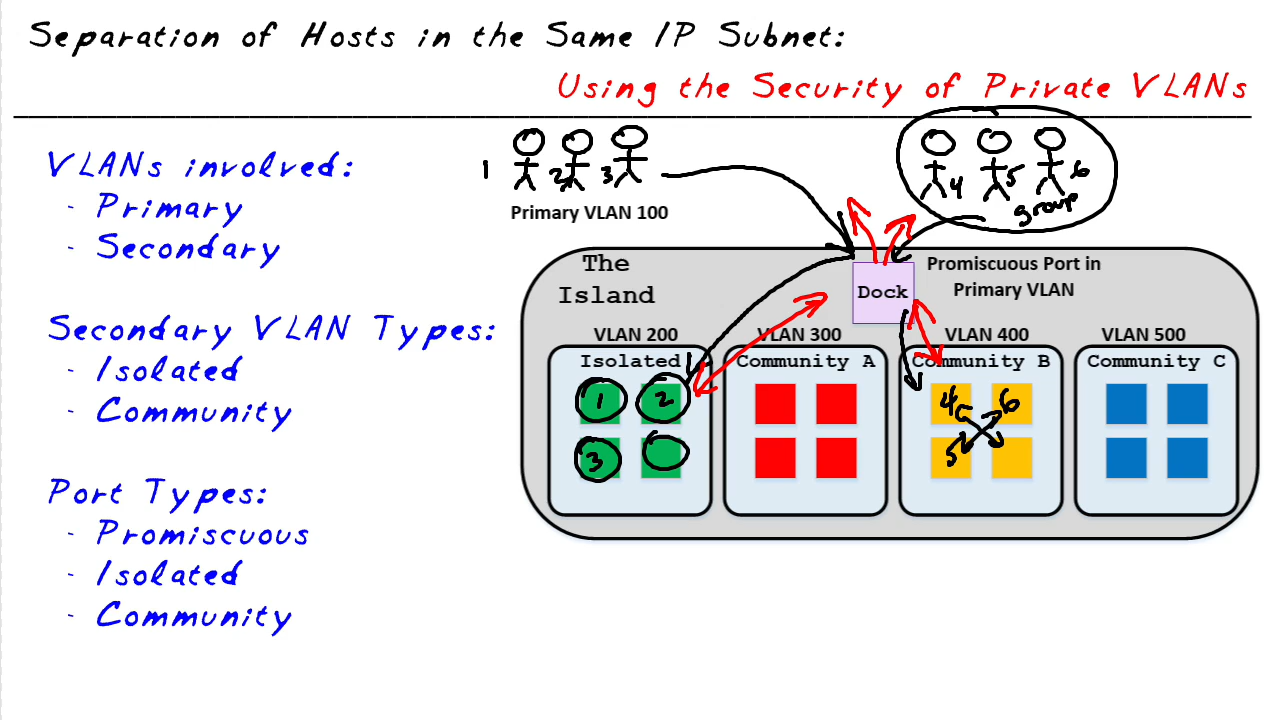 Separation of Hosts in the Same IP Subnet:
Using the Security of Private VLANs
VLANs involved:
- Primary
- Secondary
Secondary VLAN Types:
- Isolated
- Community
Port Types:
- Promiscuous
- Isolated
- Community
1 2 3
Primary VLAN 100
4 5 6
group
The
Island
Dock
Promiscuous Port in
Primary VLAN
VLAN 200
Isolated
1 2
3
VLAN 300
Community A
VLAN 400
Community B
4 6
5
VLAN 500
Community C